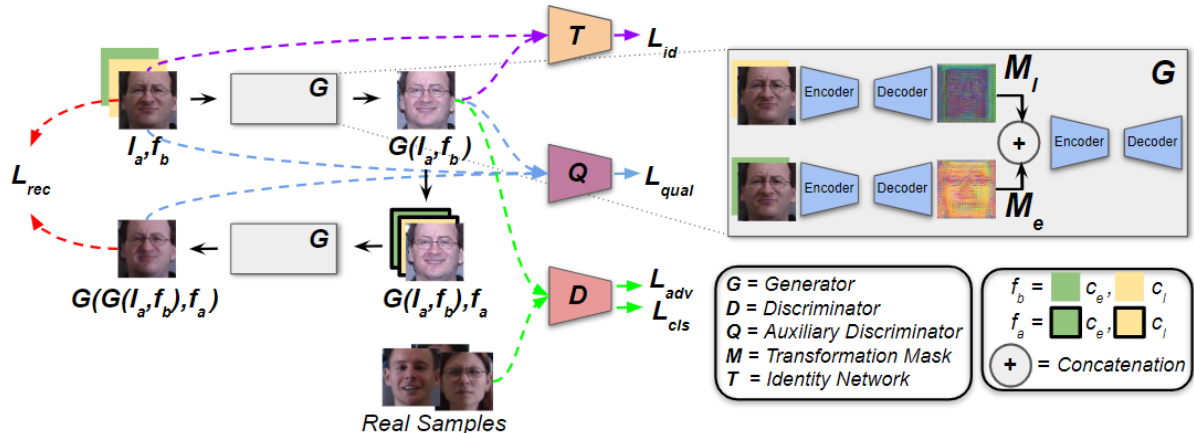 T
L_id
G
I_a,f_b
G(I_a,f_b)
L_rec
Q
L_qual
G
G(G(I_a,f_b),f_a)
G(I_a,f_b),f_a
D
L_adv
L_cls
Real Samples
G
Encoder
Decoder
M_l
+
Encoder
Decoder
Encoder
Decoder
M_e
G = Generator
D = Discriminator
Q = Auxiliary Discriminator
M = Transformation Mask
T = Identity Network
f_b = c_e, c_l
f_a = c_e, c_l
+ = Concatenation